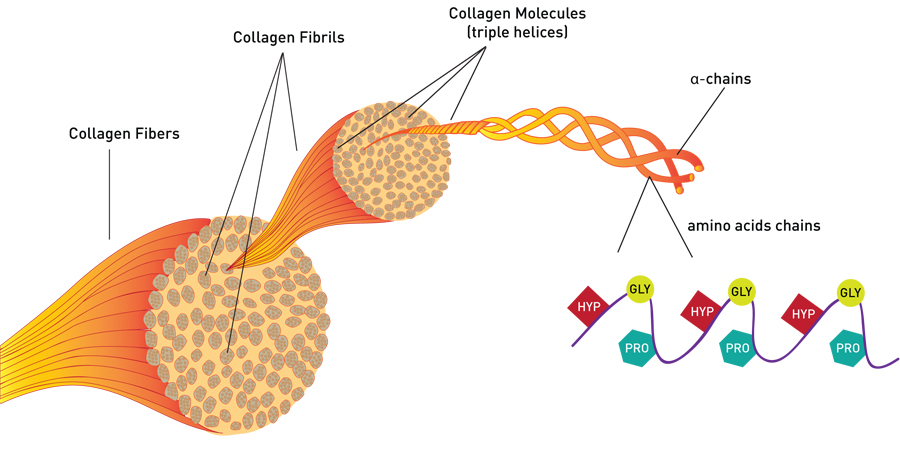 Collagen Molecules
(triple helices)
Collagen Fibrils
α-chains
Collagen Fibers
amino acids chains
GLY
GLY
GLY
HYP
HYP
HYP
PRO
PRO
PRO